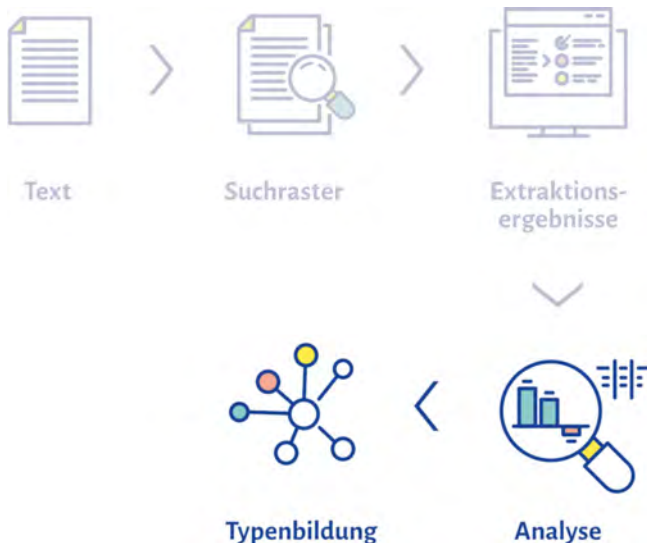 Text
Suchraster
Extraktions-
ergebnisse
Typenbildung
Analyse